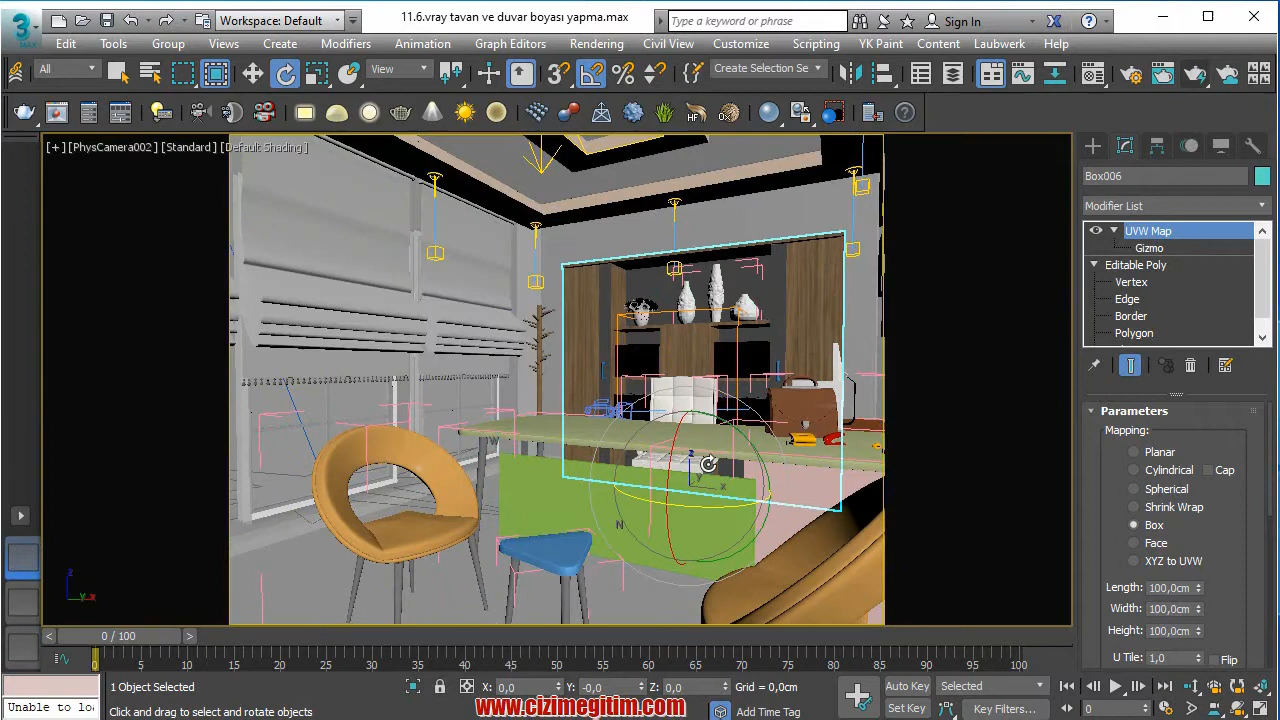 3
MAX
Workspace: Default
11.6.vray tavan ve duvar boyası yapma.max
Type a keyword or phrase
Sign In
Edit Tools Group Views Create Modifiers Animation Graph Editors Rendering Civil View Customize Scripting YK Paint Content Laubwerk Help
All
View
Create Selection Se
[+] [PhysCamera002 ] [Standard ] [Default Shading ]
Box006
Modifier List
UVW Map
Gizmo
Editable Poly
Vertex
Edge
Border
Polygon
Parameters
Mapping:
Planar
Cylindrical Cap
Spherical
Shrink Wrap
Box
Face
XYZ to UVW
Length: 100,0cm
Width: 100,0cm
Height: 100,0cm
U Tile: 1,0 Flip
0 / 100
0 5 10 15 20 25 30 35 40 45 50 55 60 65 70 75 80 85 90 95 100
1 Object Selected
X: 0,0 Y: -0,0 Z: 0,0 Grid = 0,0cm
Auto Key Selected
Unable to lo
Click and drag to select and rotate objects
www.cizimegitim.com
Add Time Tag
Set Key Key Filters... 0